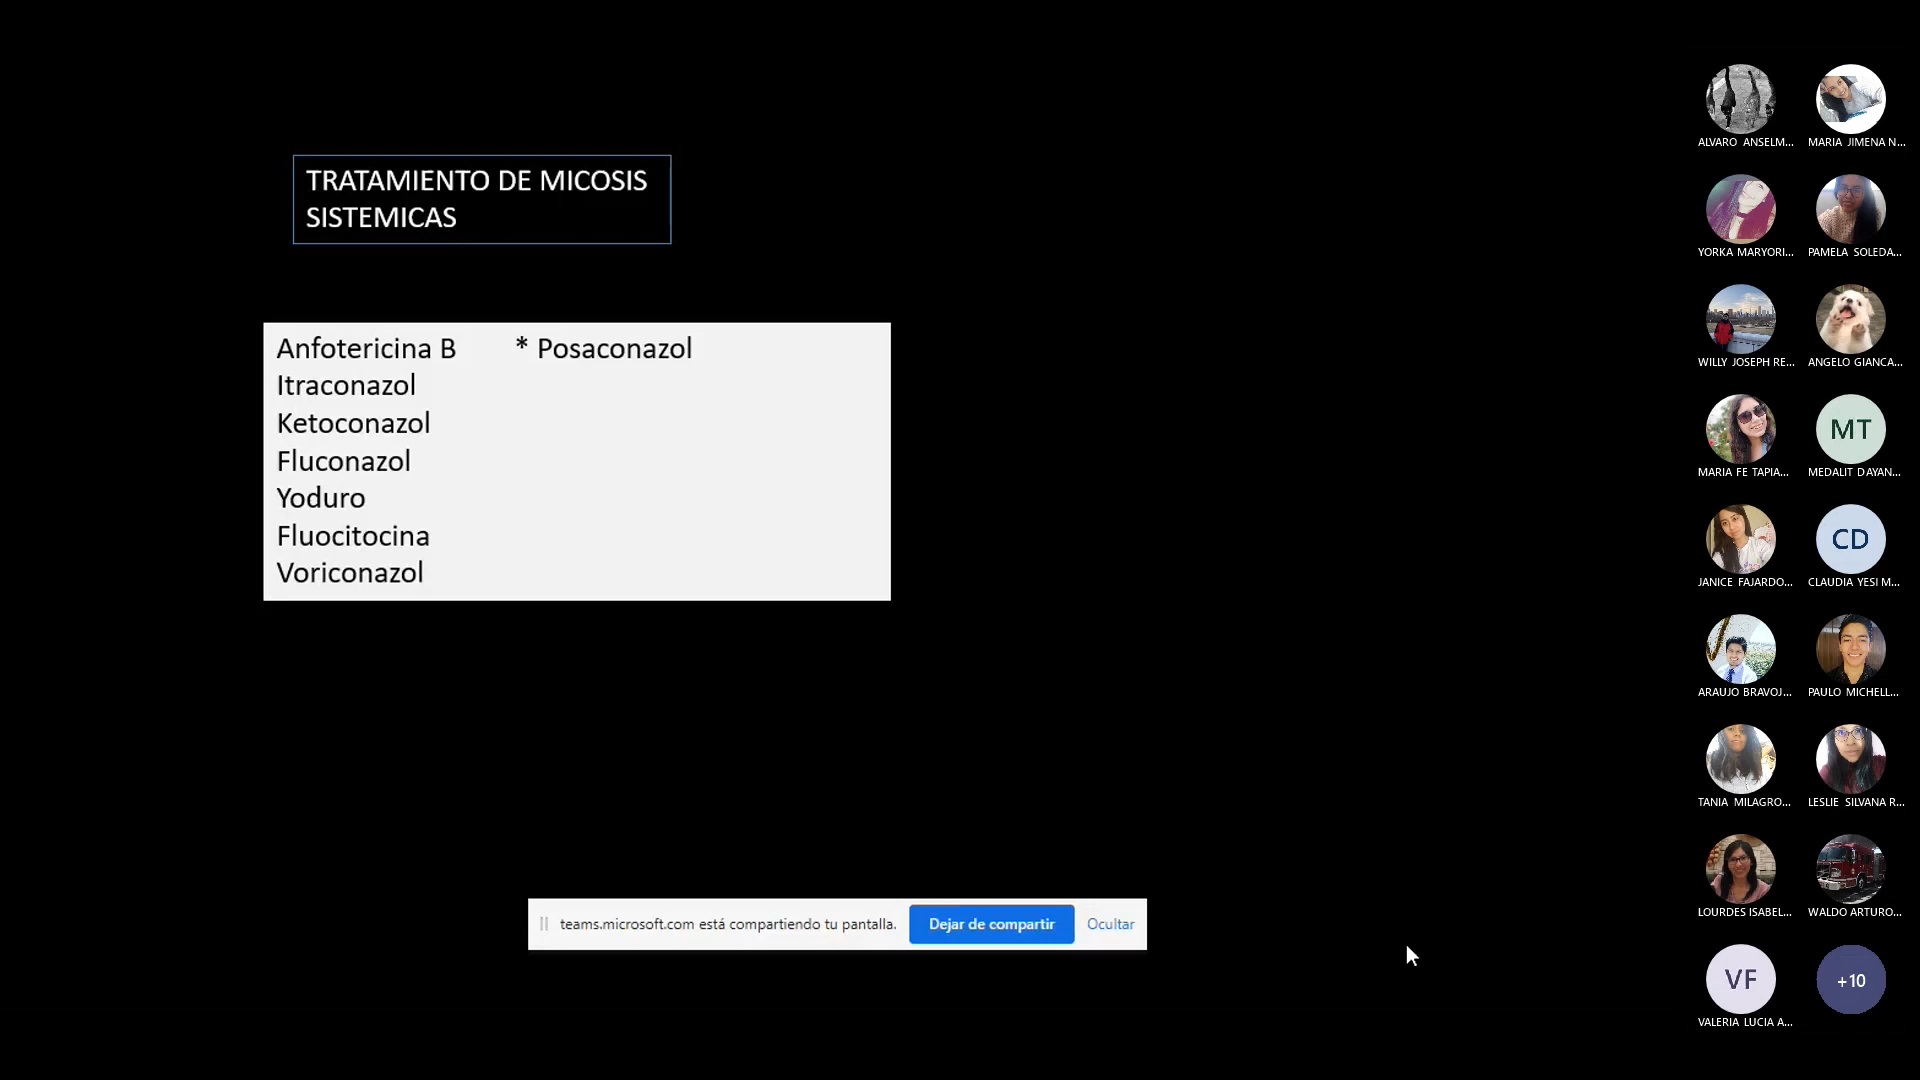 TRATAMIENTO DE MICOSIS
SISTEMICAS
Anfotericina B * Posaconazol
Itraconazol
Ketoconazol
Fluconazol
Yoduro
Fluocitocina
Voriconazol
teams.microsoft.com está compartiendo tu pantalla. Dejar de compartir Ocultar
ALVARO ANSELM... MARIA JIMENA N...
YORKA MARYORI... PAMELA SOLEDA...
WILLY JOSEPH RE... ANGELO GIANCA...
MT
MARIA FE TAPIA... MEDALIT DAYAN...
CD
JANICE FAJARDO... CLAUDIA YESI M...
ARAUJO BRAVOJ... PAULO MICHELL...
TANIA MILAGRO... LESLIE SILVANA R...
LOURDES ISABEL... WALDO ARTURO...
VF +10
VALERIA LUCIA A...